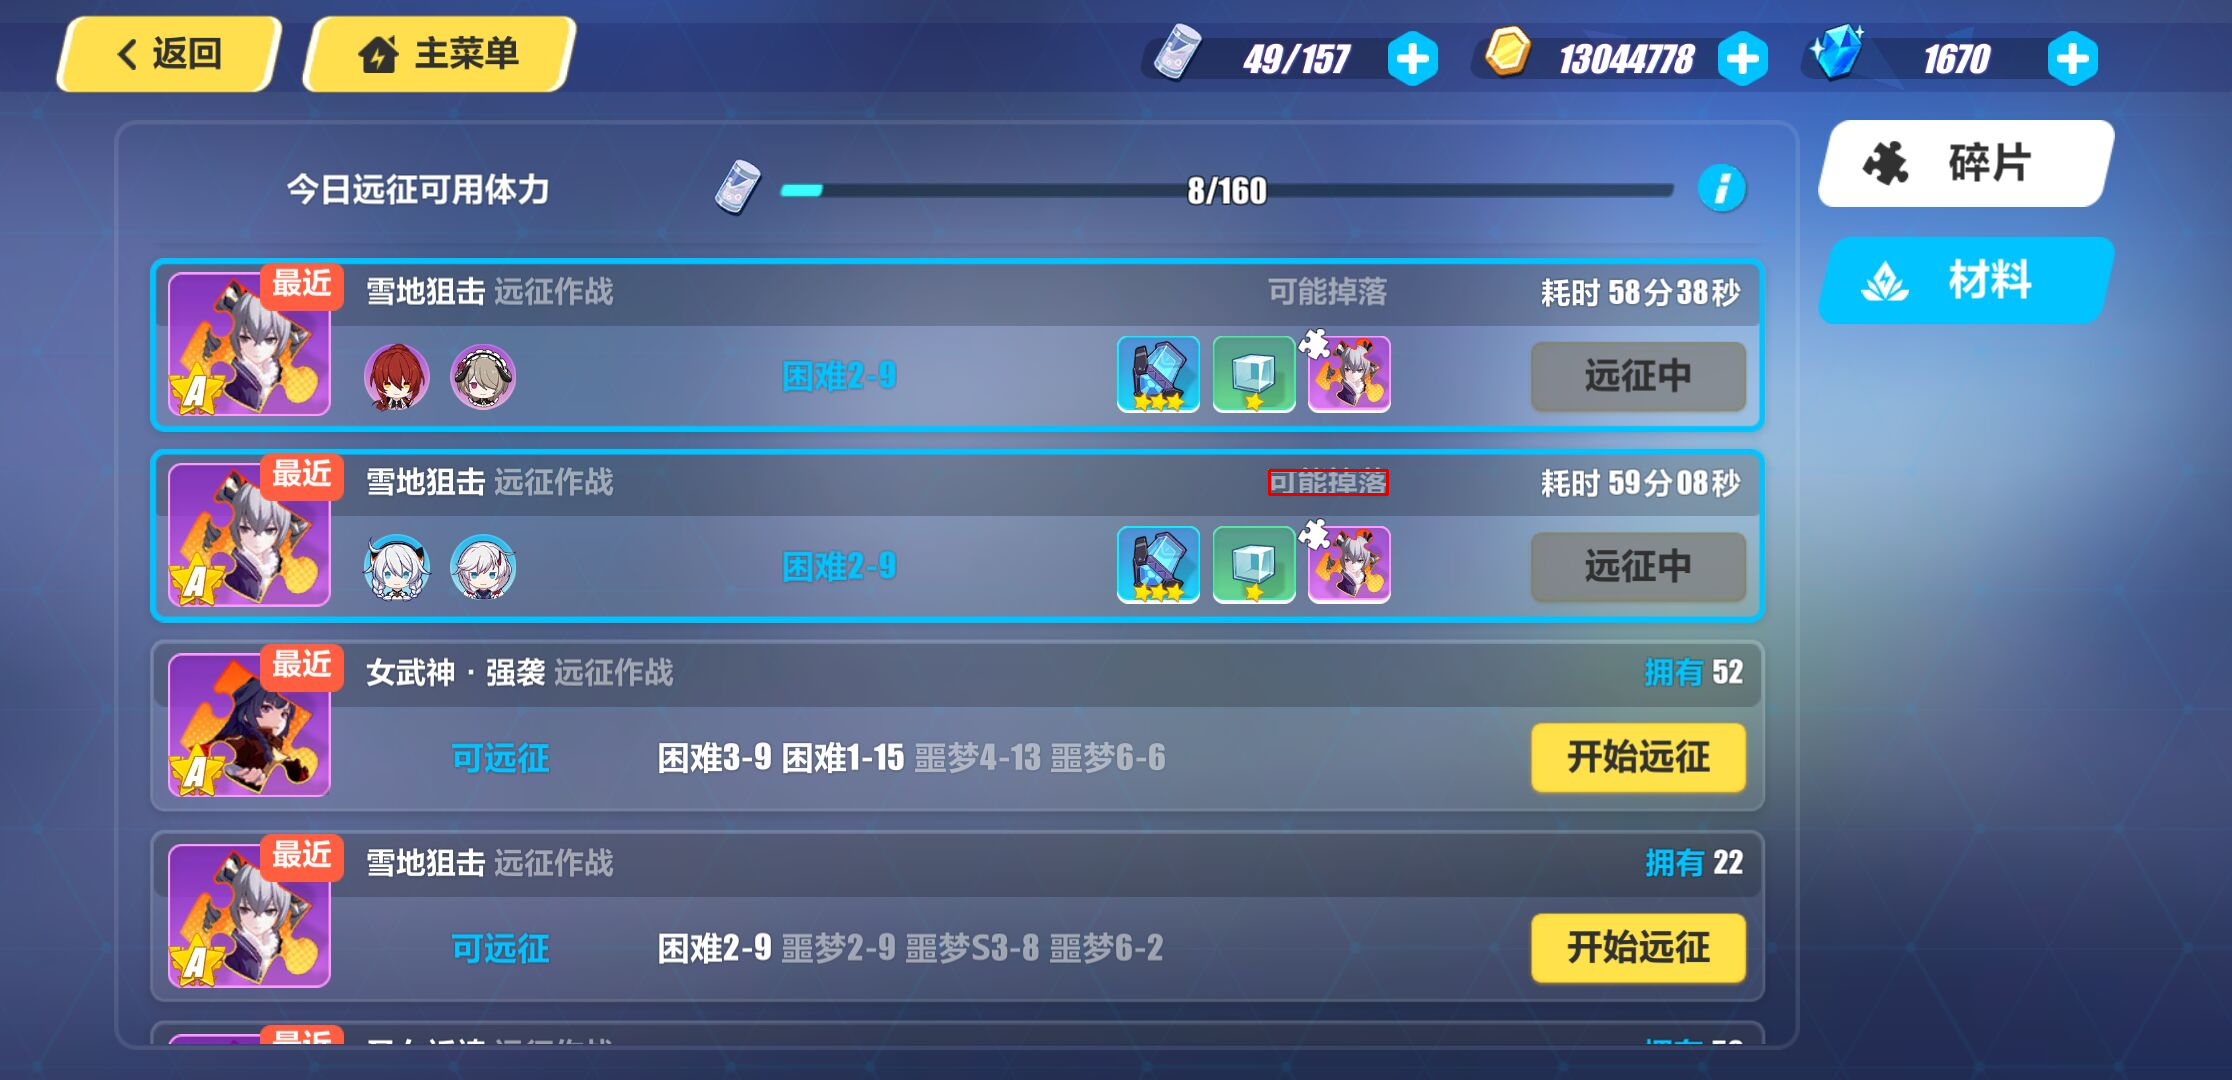 返回 主菜单 49/157 13044778 1670
今日远征可用体力 8/160
碎片
材料
最近 雪地狙击 远征作战 可能掉落 耗时 58分38秒
困难2-9 远征中
A
最近 雪地狙击 远征作战 可能掉落 耗时 59分08秒
困难2-9 远征中
A
最近 女武神·强袭 远征作战 拥有 52
可远征 困难3-9 困难1-15 噩梦4-13 噩梦6-6 开始远征
A
最近 雪地狙击 远征作战 拥有 22
可远征 困难2-9 噩梦2-9 噩梦S3-8 噩梦6-2 开始远征
A
最近 远征作战 拥有